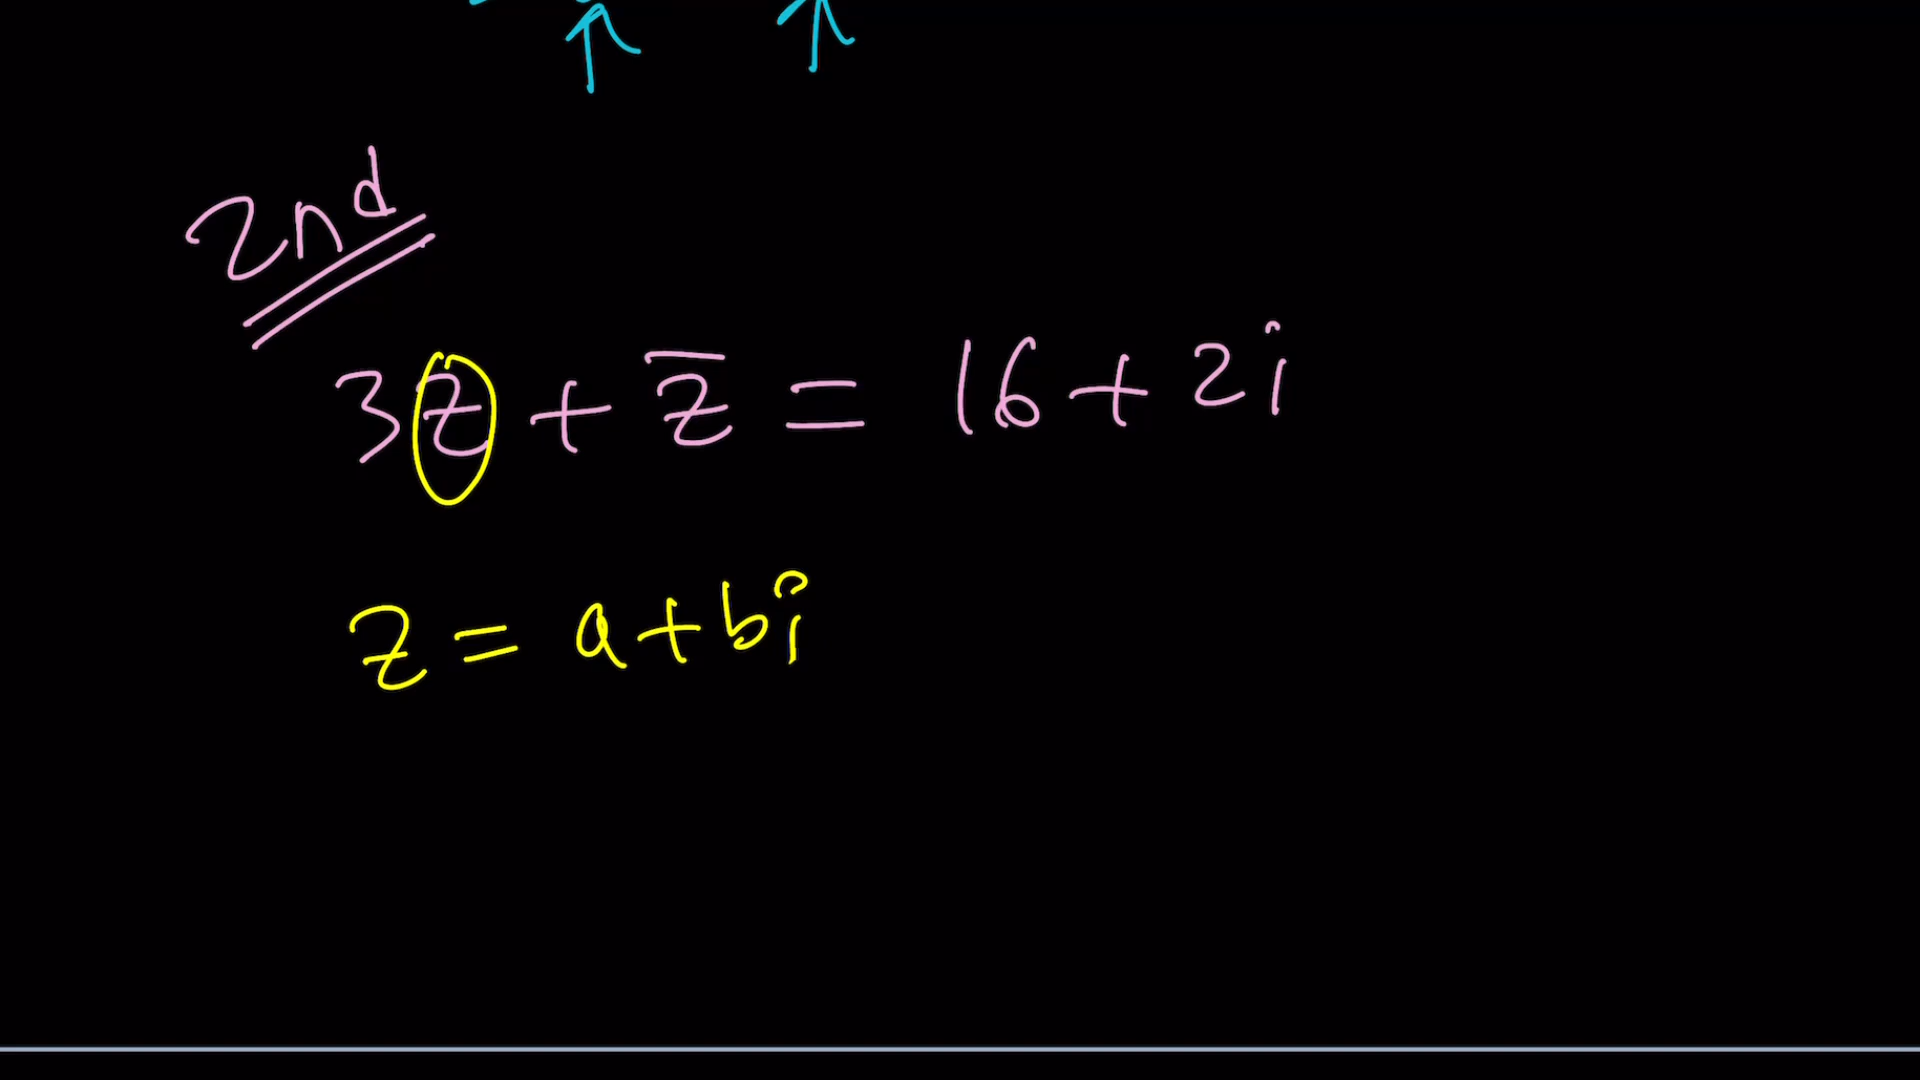 2nd
3z + z̅ = 16 + 2i
z = a + bi